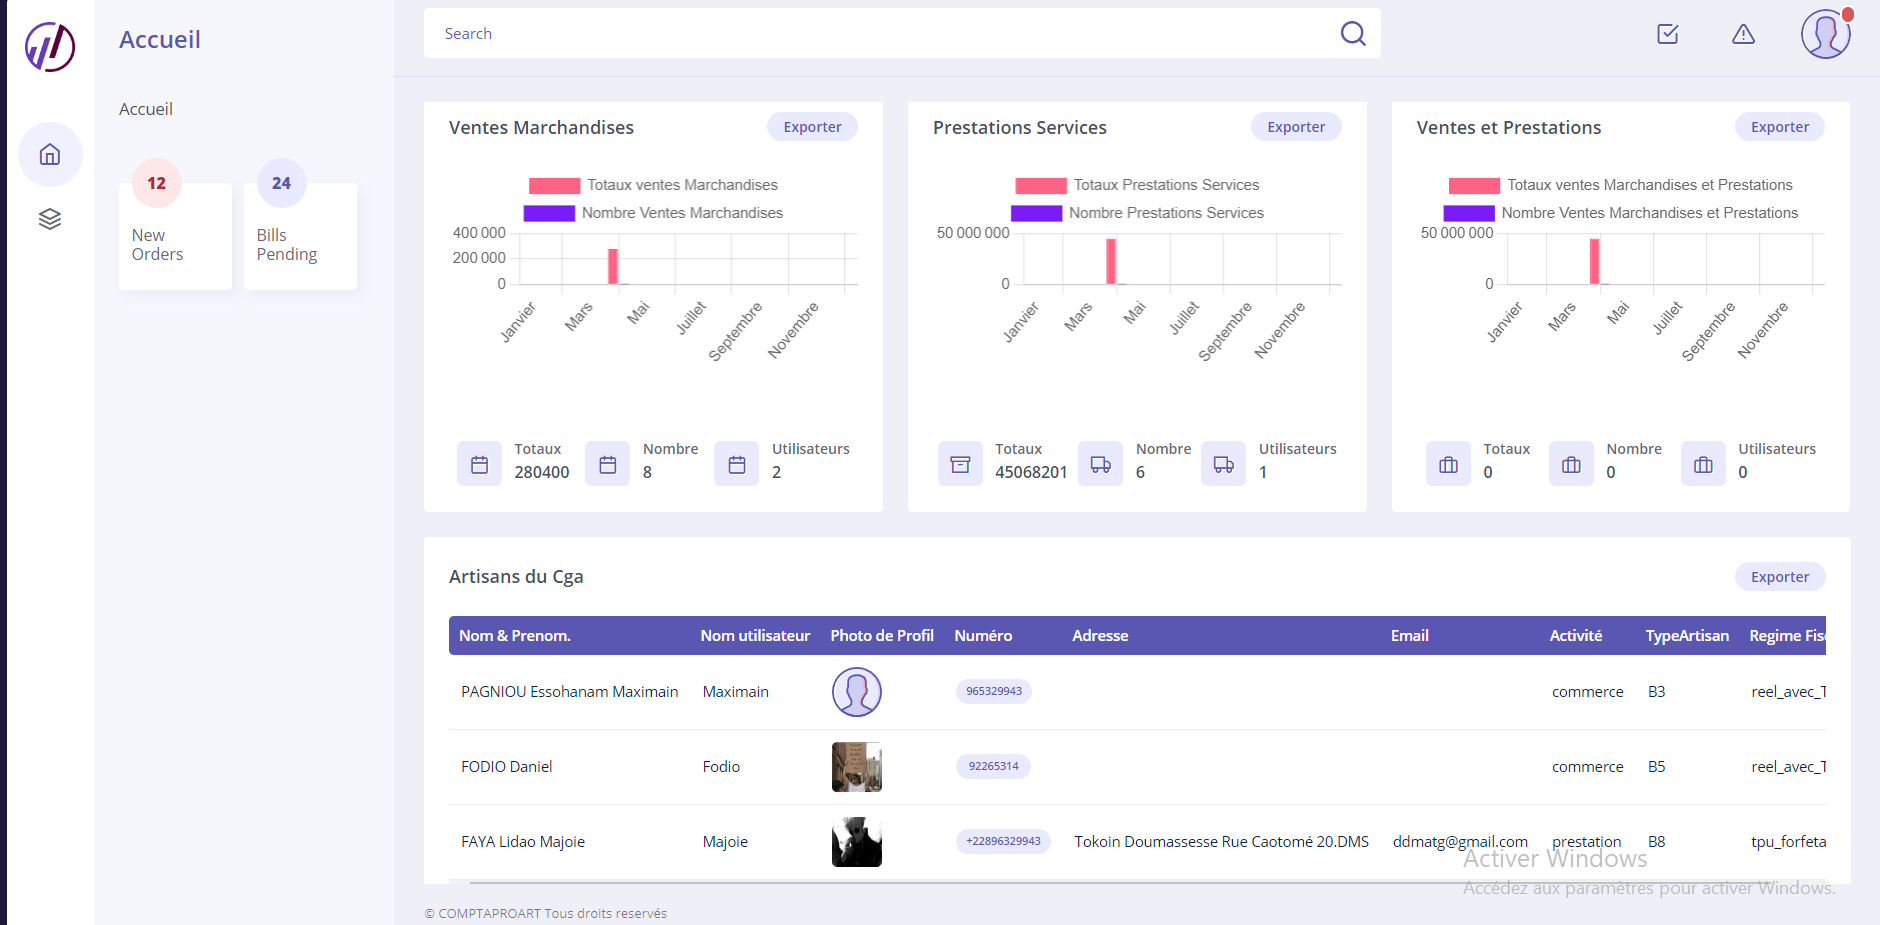 Accueil
Accueil
12
New
Orders
24
Bills
Pending
Search
Ventes Marchandises
Exporter
Totaux ventes Marchandises
Nombre Ventes Marchandises
400 000
200 000
0
Janvier
Mars
Mai
Juillet
Septembre
Novembre
Totaux
280400
Nombre
8
Utilisateurs
2
Prestations Services
Exporter
Totaux Prestations Services
Nombre Prestations Services
50 000 000
0
Janvier
Mars
Mai
Juillet
Septembre
Novembre
Totaux
45068201
Nombre
6
Utilisateurs
1
Ventes et Prestations
Exporter
Totaux ventes Marchandises et Prestations
Nombre Ventes Marchandises et Prestations
50 000 000
0
Janvier
Mars
Mai
Juillet
Septembre
Novembre
Totaux
0
Nombre
0
Utilisateurs
0
Artisans du Cga
Exporter
Nom & Prenom. Nom utilisateur Photo de Profil Numéro Adresse Email Activité TypeArtisan Regime Fis
PAGNIOU Essohanam Maximain Maximain 965329943 commerce B3 reel_avec_T
FODIO Daniel Fodio 92265314 commerce B5 reel_avec_T
FAYA Lidao Majoie Majoie +22896329943 Tokoin Doumassesse Rue Caotomé 20.DMS ddmatg@gmail.com prestation B8 tpu_forfeta
Activer Windows
Accédez aux paramètres pour activer Windows.
© COMPTAPROART Tous droits reservés